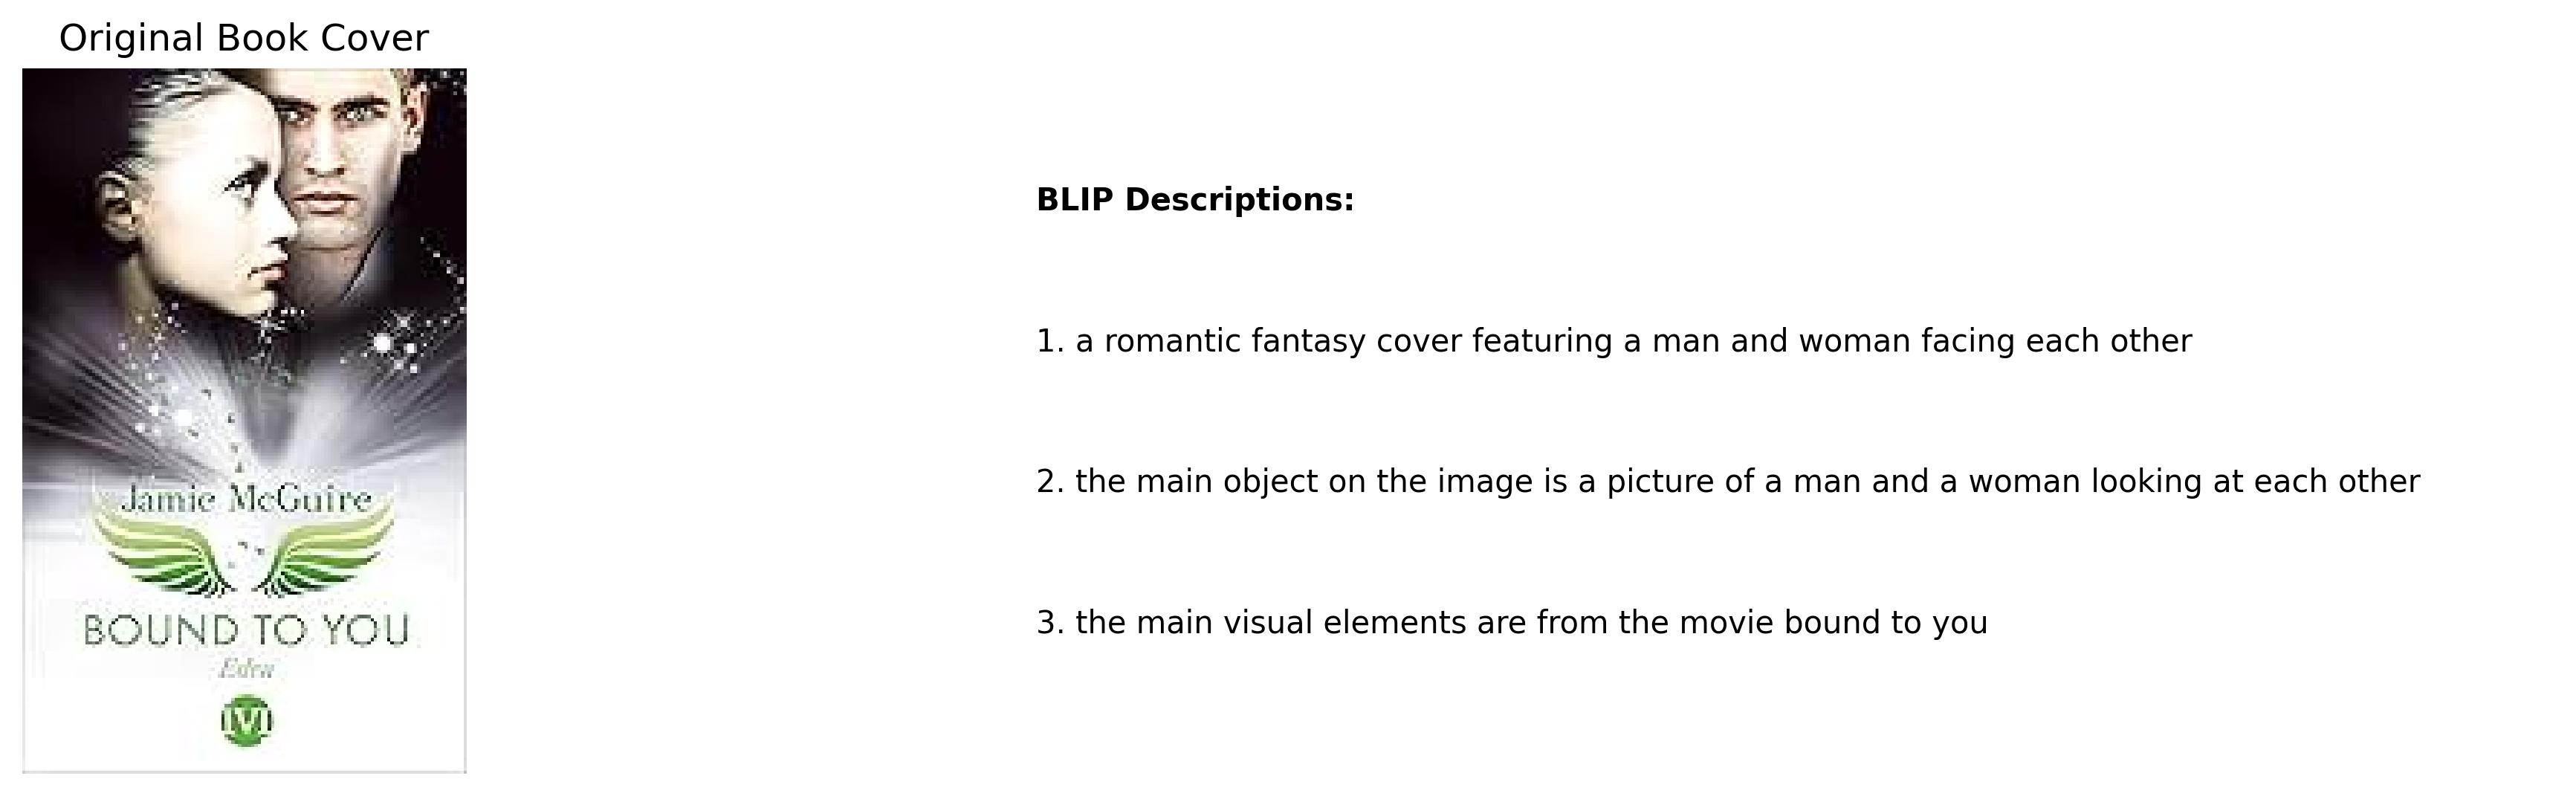 Original Book Cover
Jamie McGuire
BOUND TO YOU
Eden
IVI
BLIP Descriptions:
1. a romantic fantasy cover featuring a man and woman facing each other
2. the main object on the image is a picture of a man and a woman looking at each other
3. the main visual elements are from the movie bound to you